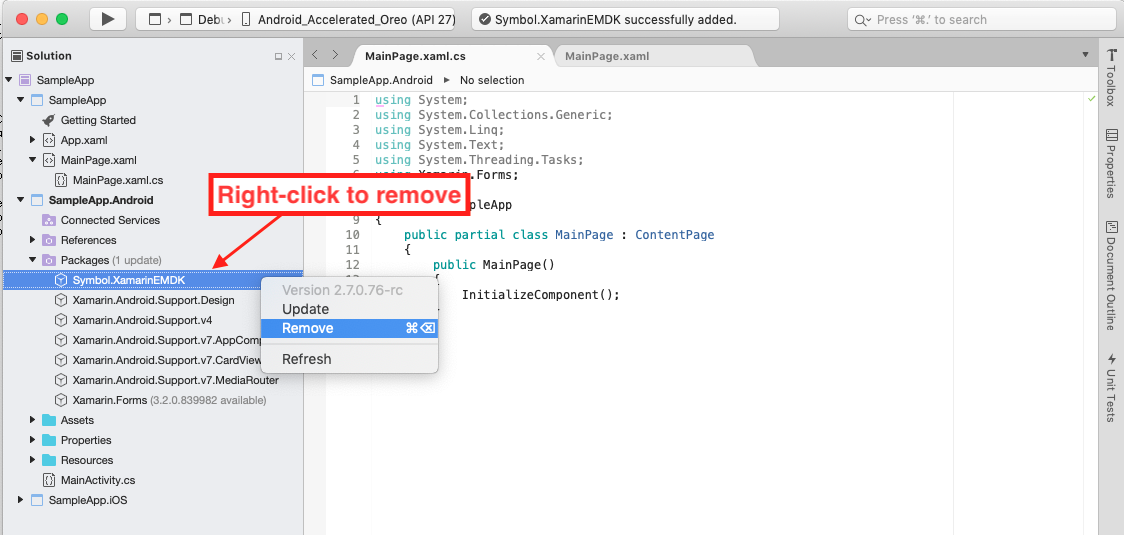 Debu
Android_Accelerated_Oreo (API 27)
Symbol.XamarinEMDK successfully added.
Press '⌘.' to search
Solution
SampleApp
SampleApp
Getting Started
App.xaml
MainPage.xaml
MainPage.xaml.cs
SampleApp.Android
Connected Services
References
Packages (1 update)
Symbol.XamarinEMDK
Xamarin.Android.Support.Design
Xamarin.Android.Support.v4
Xamarin.Android.Support.v7.AppComp
Xamarin.Android.Support.v7.CardView
Xamarin.Android.Support.v7.MediaRouter
Xamarin.Forms (3.2.0.839982 available)
Assets
Properties
Resources
MainActivity.cs
SampleApp.iOS
Right-click to remove
Version 2.7.0.76-rc
Update
Remove ⌘⌫
Refresh
MainPage.xaml.cs
MainPage.xaml
SampleApp.Android
No selection
1 using System;
2 using System.Collections.Generic;
3 using System.Linq;
4 using System.Text;
5 using System.Threading.Tasks;
using Xamarin.Forms;
pleApp
9 {
10 public partial class MainPage : ContentPage
11 {
12 public MainPage()
{
InitializeComponent();
Toolbox
Properties
Document Outline
Unit Tests